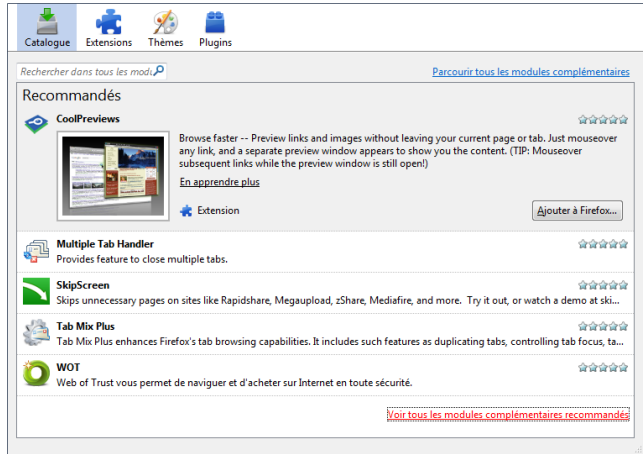 Catalogue Extensions Thèmes Plugins
Rechercher dans tous les modu
Parcourir tous les modules complémentaires
Recommandés
CoolPreviews
Browse faster -- Preview links and images without leaving your current page or tab. Just mouseover
any link, and a separate preview window appears to show you the content. (TIP: Mouseover
subsequent links while the preview window is still open!)
En apprendre plus
Extension
Ajouter à Firefox...
Multiple Tab Handler
Provides feature to close multiple tabs.
SkipScreen
Skips unnecessary pages on sites like Rapidshare, Megaupload, zShare, Mediafire, and more. Try it out, or watch a demo at ski...
Tab Mix Plus
Tab Mix Plus enhances Firefox's tab browsing capabilities. It includes such features as duplicating tabs, controlling tab focus, ta...
WOT
Web of Trust vous permet de naviguer et d'acheter sur Internet en toute sécurité.
Voir tous les modules complémentaires recommandés